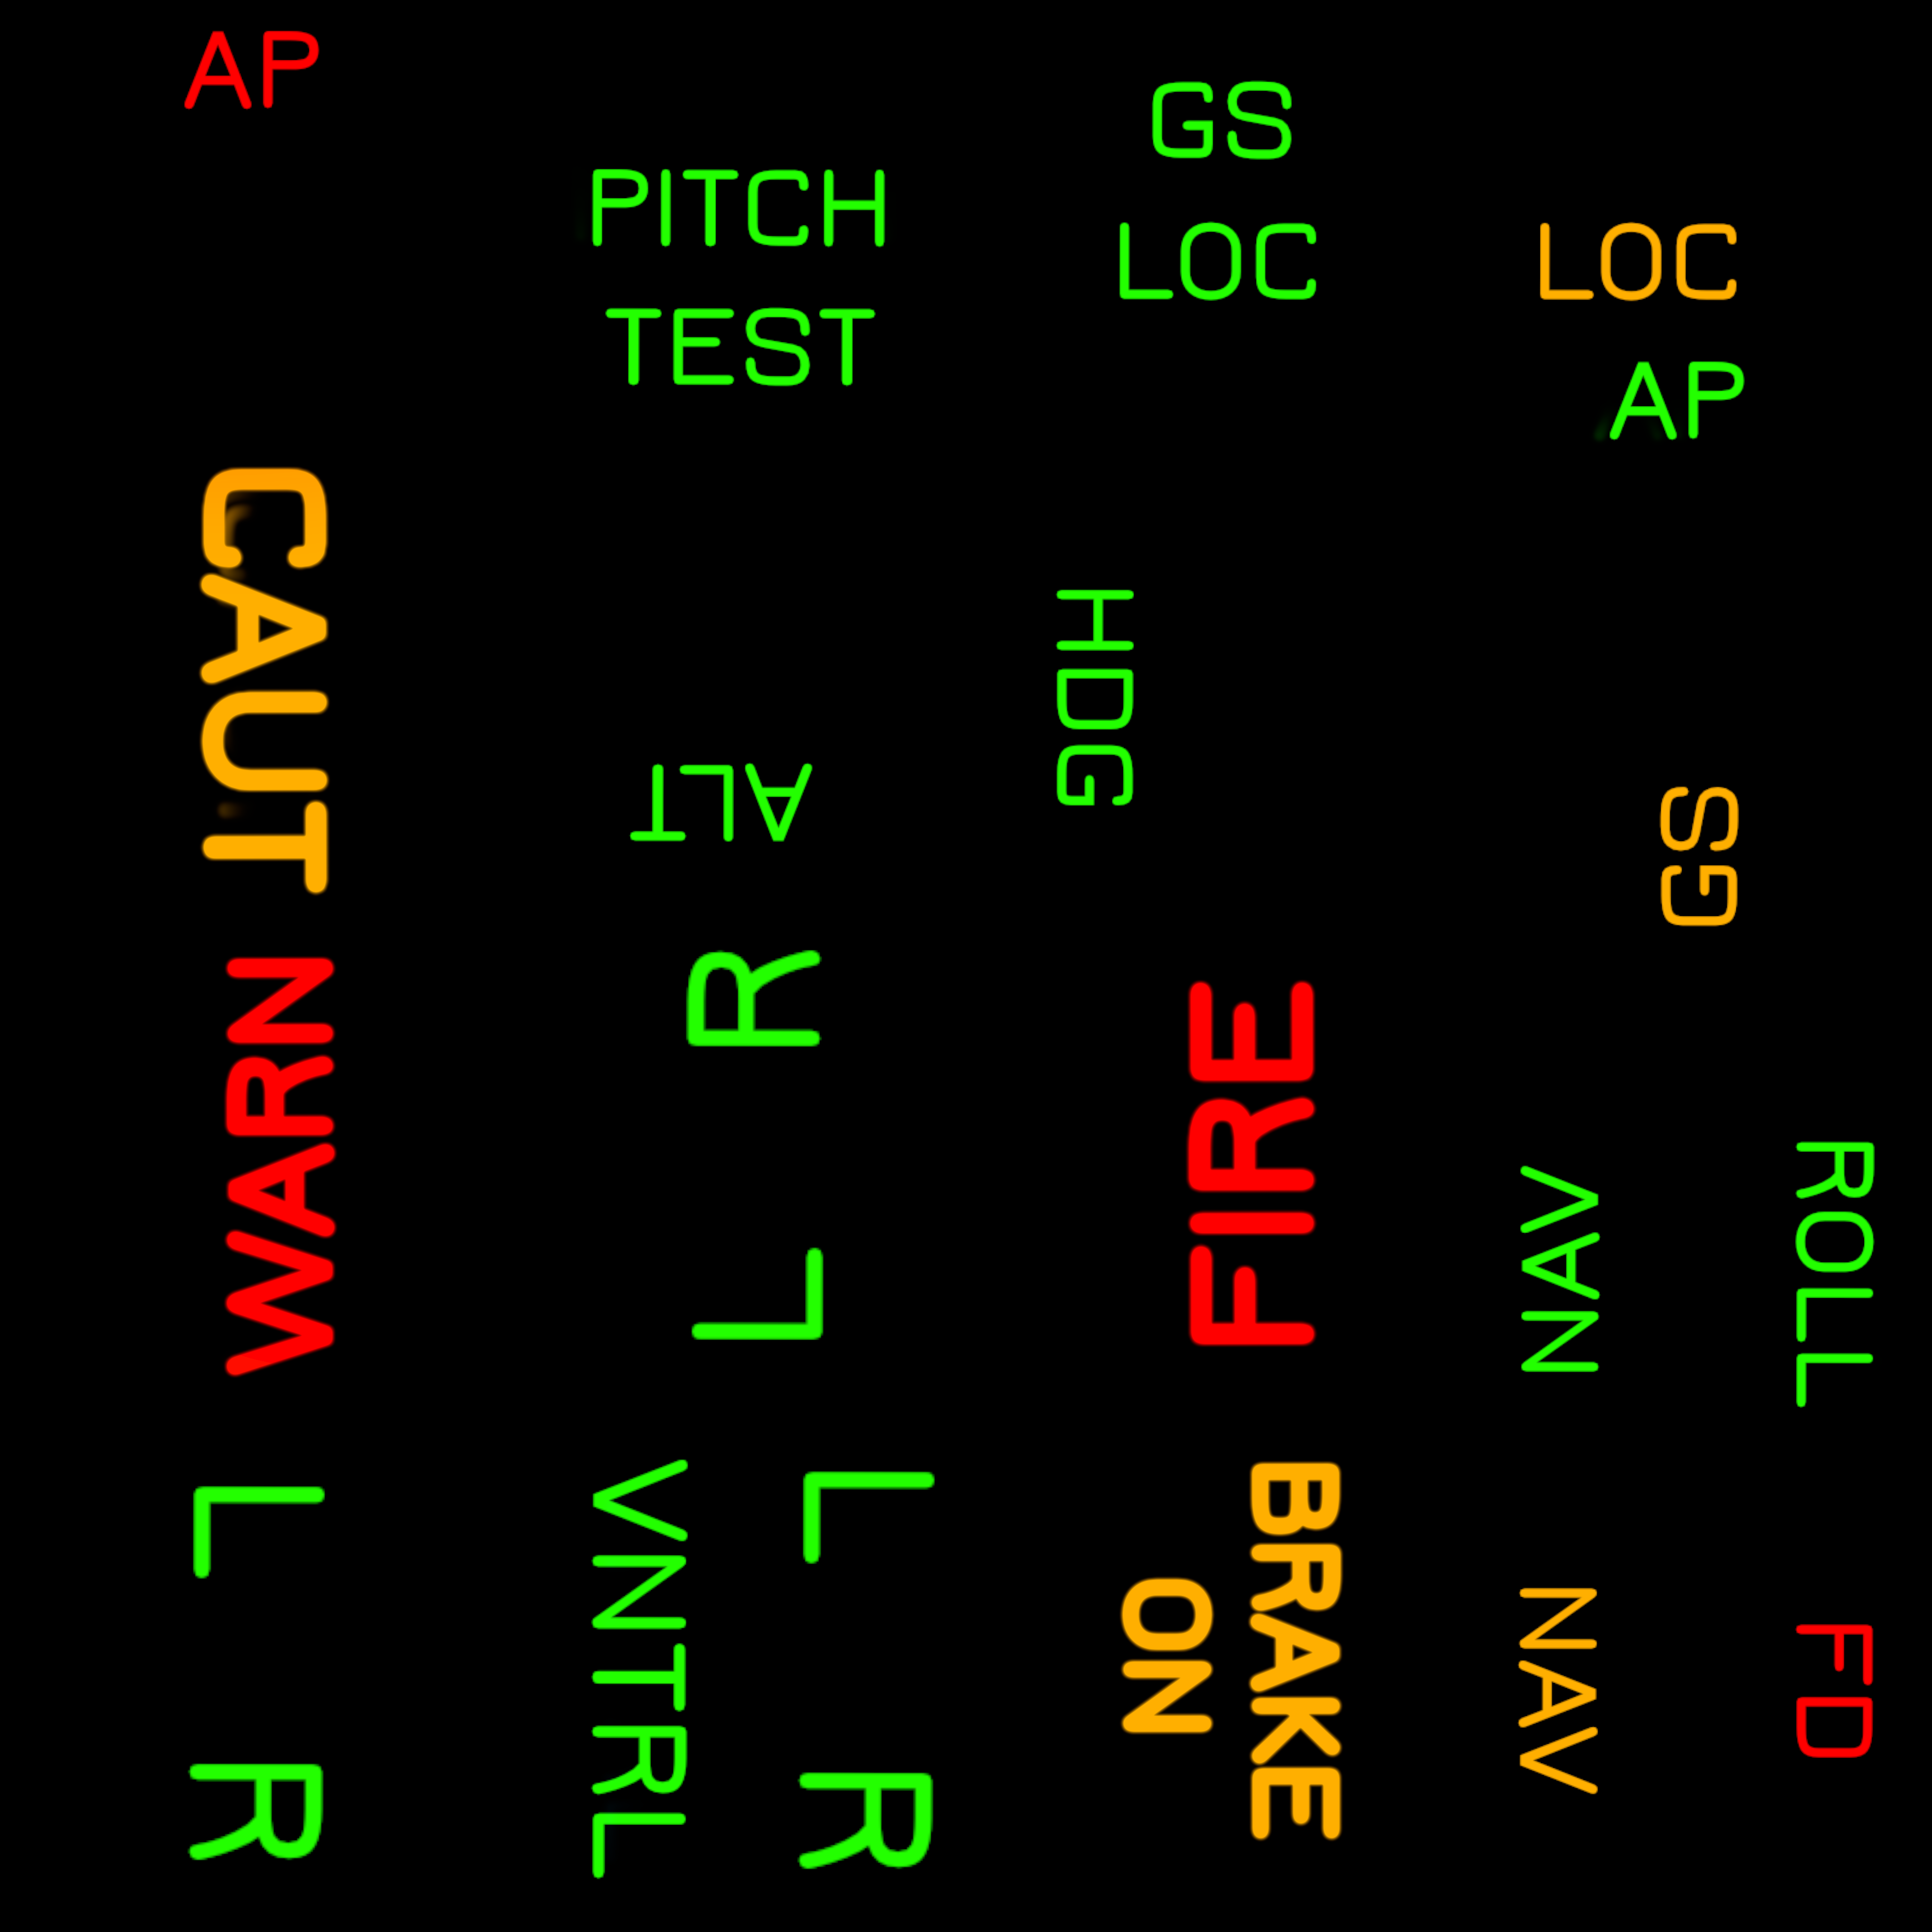 AP
GS
PITCH
LOC
LOC
TEST
AP
CAUT
HDG
ALT
GS
WARN
R
FIRE
L
NAV
ROLL
L
VNTRL
L
BRAKE
ON
NAV
FD
R
R